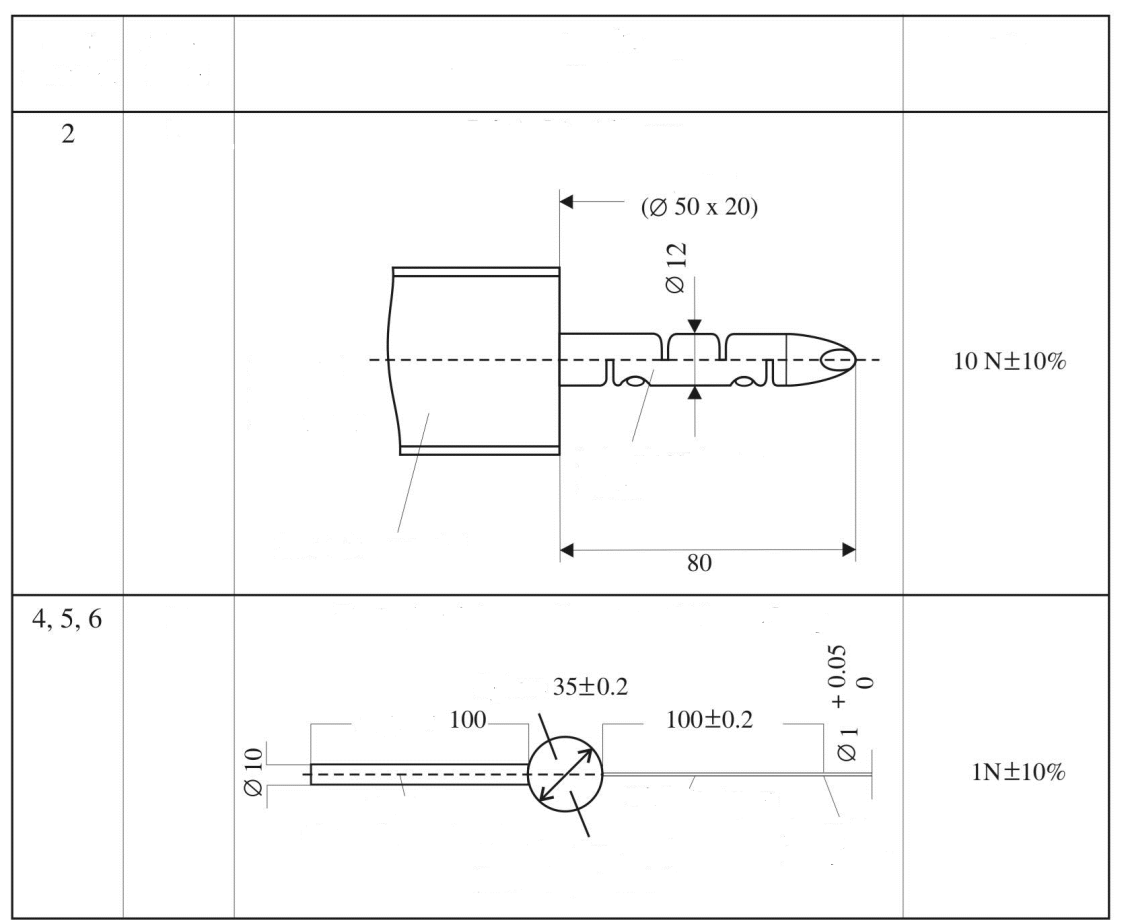 2
(Ø 50 x 20)
Ø 12
10 N±10%
80
4, 5, 6
35±0.2
100
100±0.2
Ø 1 + 0.05
0
Ø 10
1N±10%